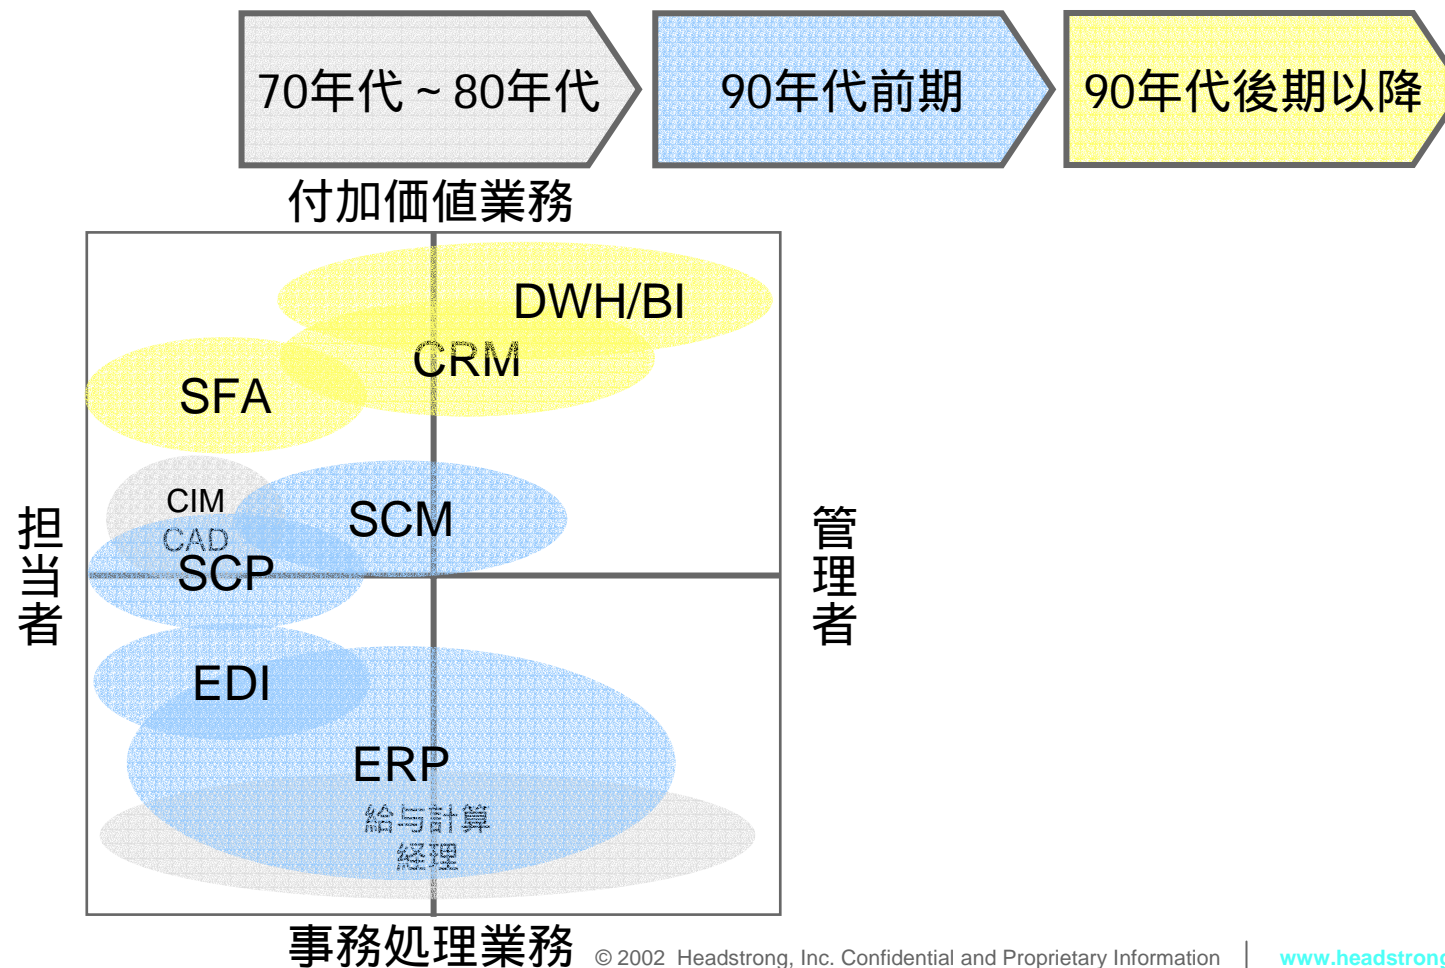 70年代 ~ 80年代
90年代前期
90年代後期以降
付加価値業務
DWH/BI
CRM
SFA
CIM
CAD
SCM
SCP
担当者
管理者
EDI
ERP
給与計算
経理
事務処理業務
© 2002 Headstrong, Inc. Confidential and Proprietary Information
www.headstrong